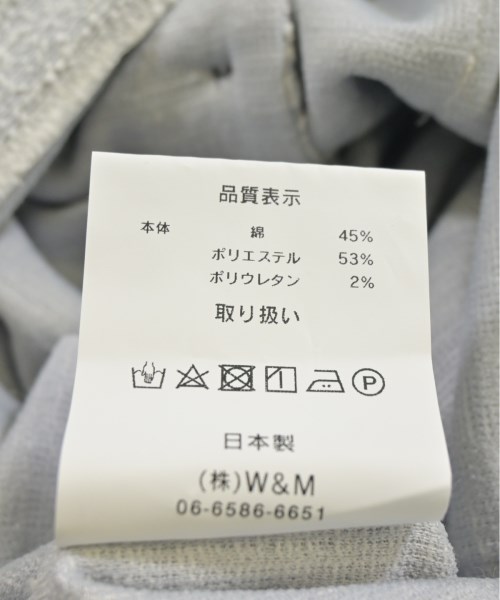 品質表示
本体 綿 45%
ポリエステル 53%
ポリウレタン 2%
取り扱い
P
日本製
(株)W&M
06-6586-6651